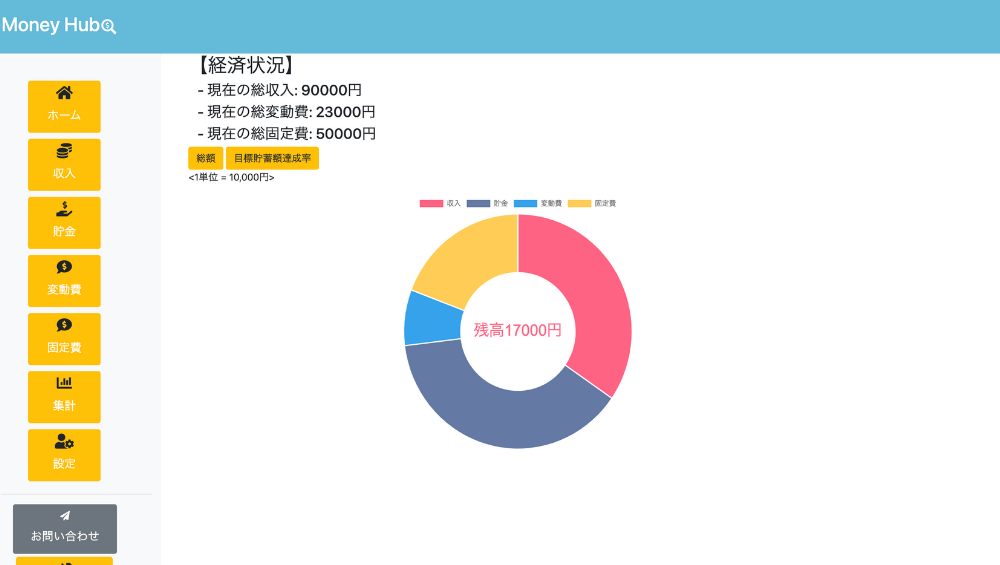 Money Hub
ホーム
収入
貯金
変動費
固定費
集計
設定
お問い合わせ
【経済状況】
- 現在の総収入: 90000円
- 現在の総変動費: 23000円
- 現在の総固定費: 50000円
総額 目標貯蓄額達成率
<1単位 = 10,000円>
収入 貯金 変動費 固定費
残高17000円